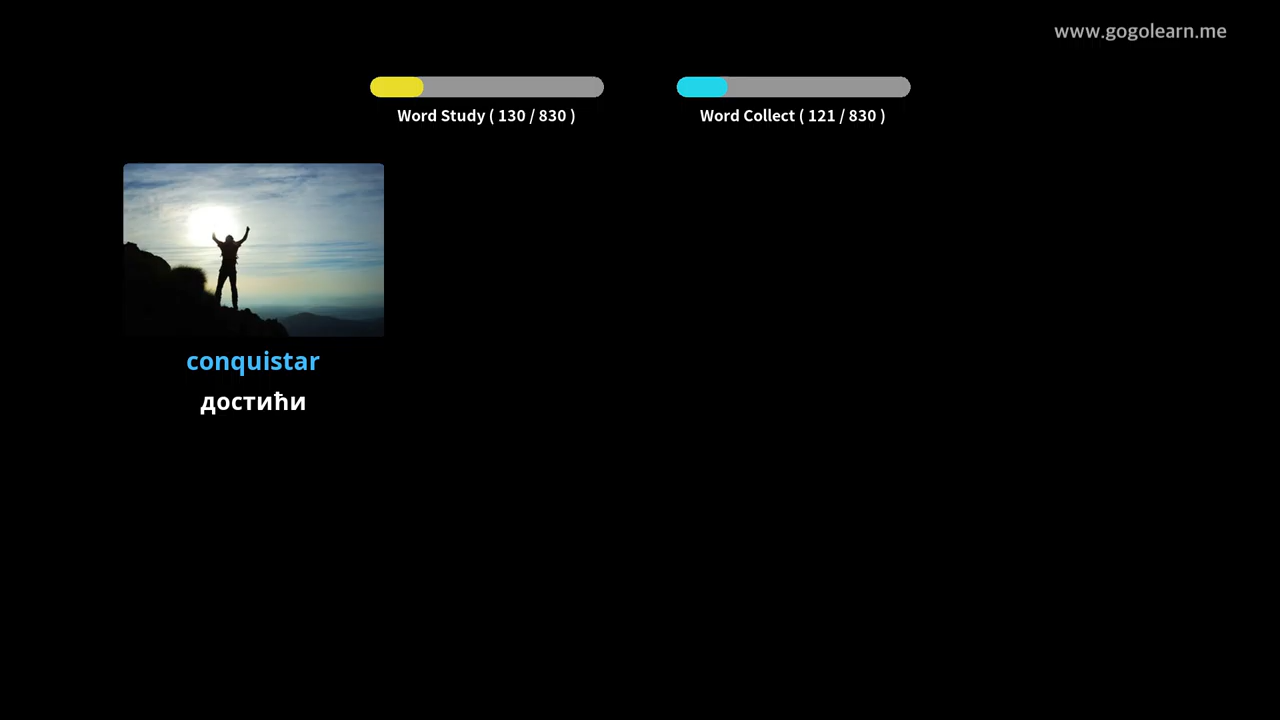 www.gogolearn.me
Word Study ( 130 / 830 )
Word Collect ( 121 / 830 )
conquistar
достићи